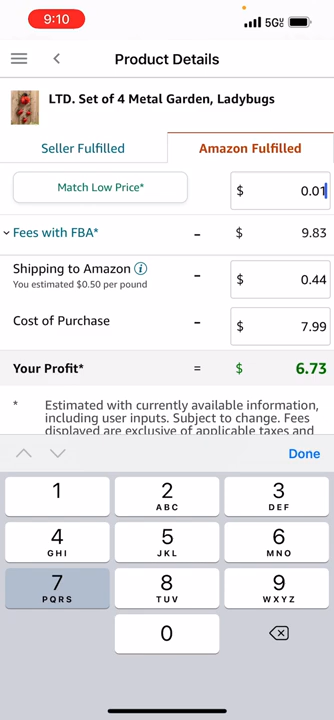 9:10
5G
Product Details
LTD. Set of 4 Metal Garden, Ladybugs
Seller Fulfilled
Amazon Fulfilled
Match Low Price*
$ 0.01
Fees with FBA* - $ 9.83
Shipping to Amazon - $ 0.44
You estimated $0.50 per pound
Cost of Purchase - $ 7.99
Your Profit* = $ 6.73
* Estimated with currently available information,
including user inputs. Subject to change. Fees
displayed are exclusive of applicable taxes and
Done
1
2 ABC
3 DEF
4 GHI
5 JKL
6 MNO
7 PQRS
8 TUV
9 WXYZ
0